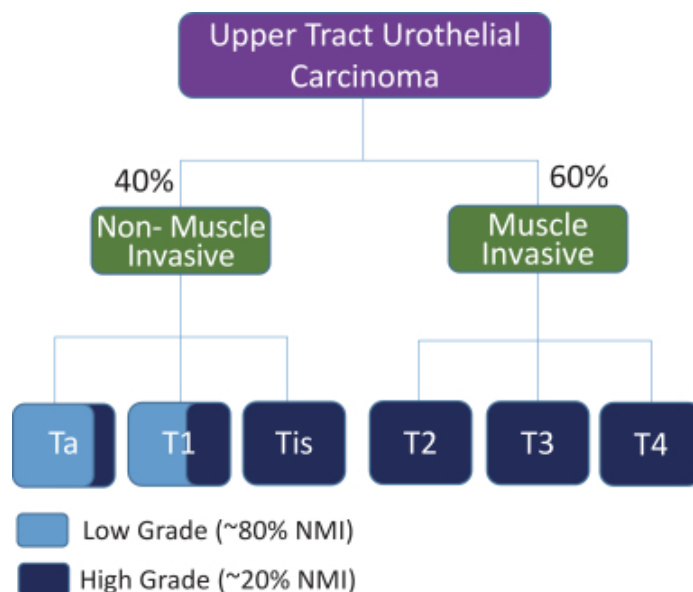 Upper Tract Urothelial
Carcinoma
40%
60%
Non- Muscle
Invasive
Muscle
Invasive
Ta
T1
Tis
T2
T3
T4
Low Grade (~80% NMI)
High Grade (~20% NMI)